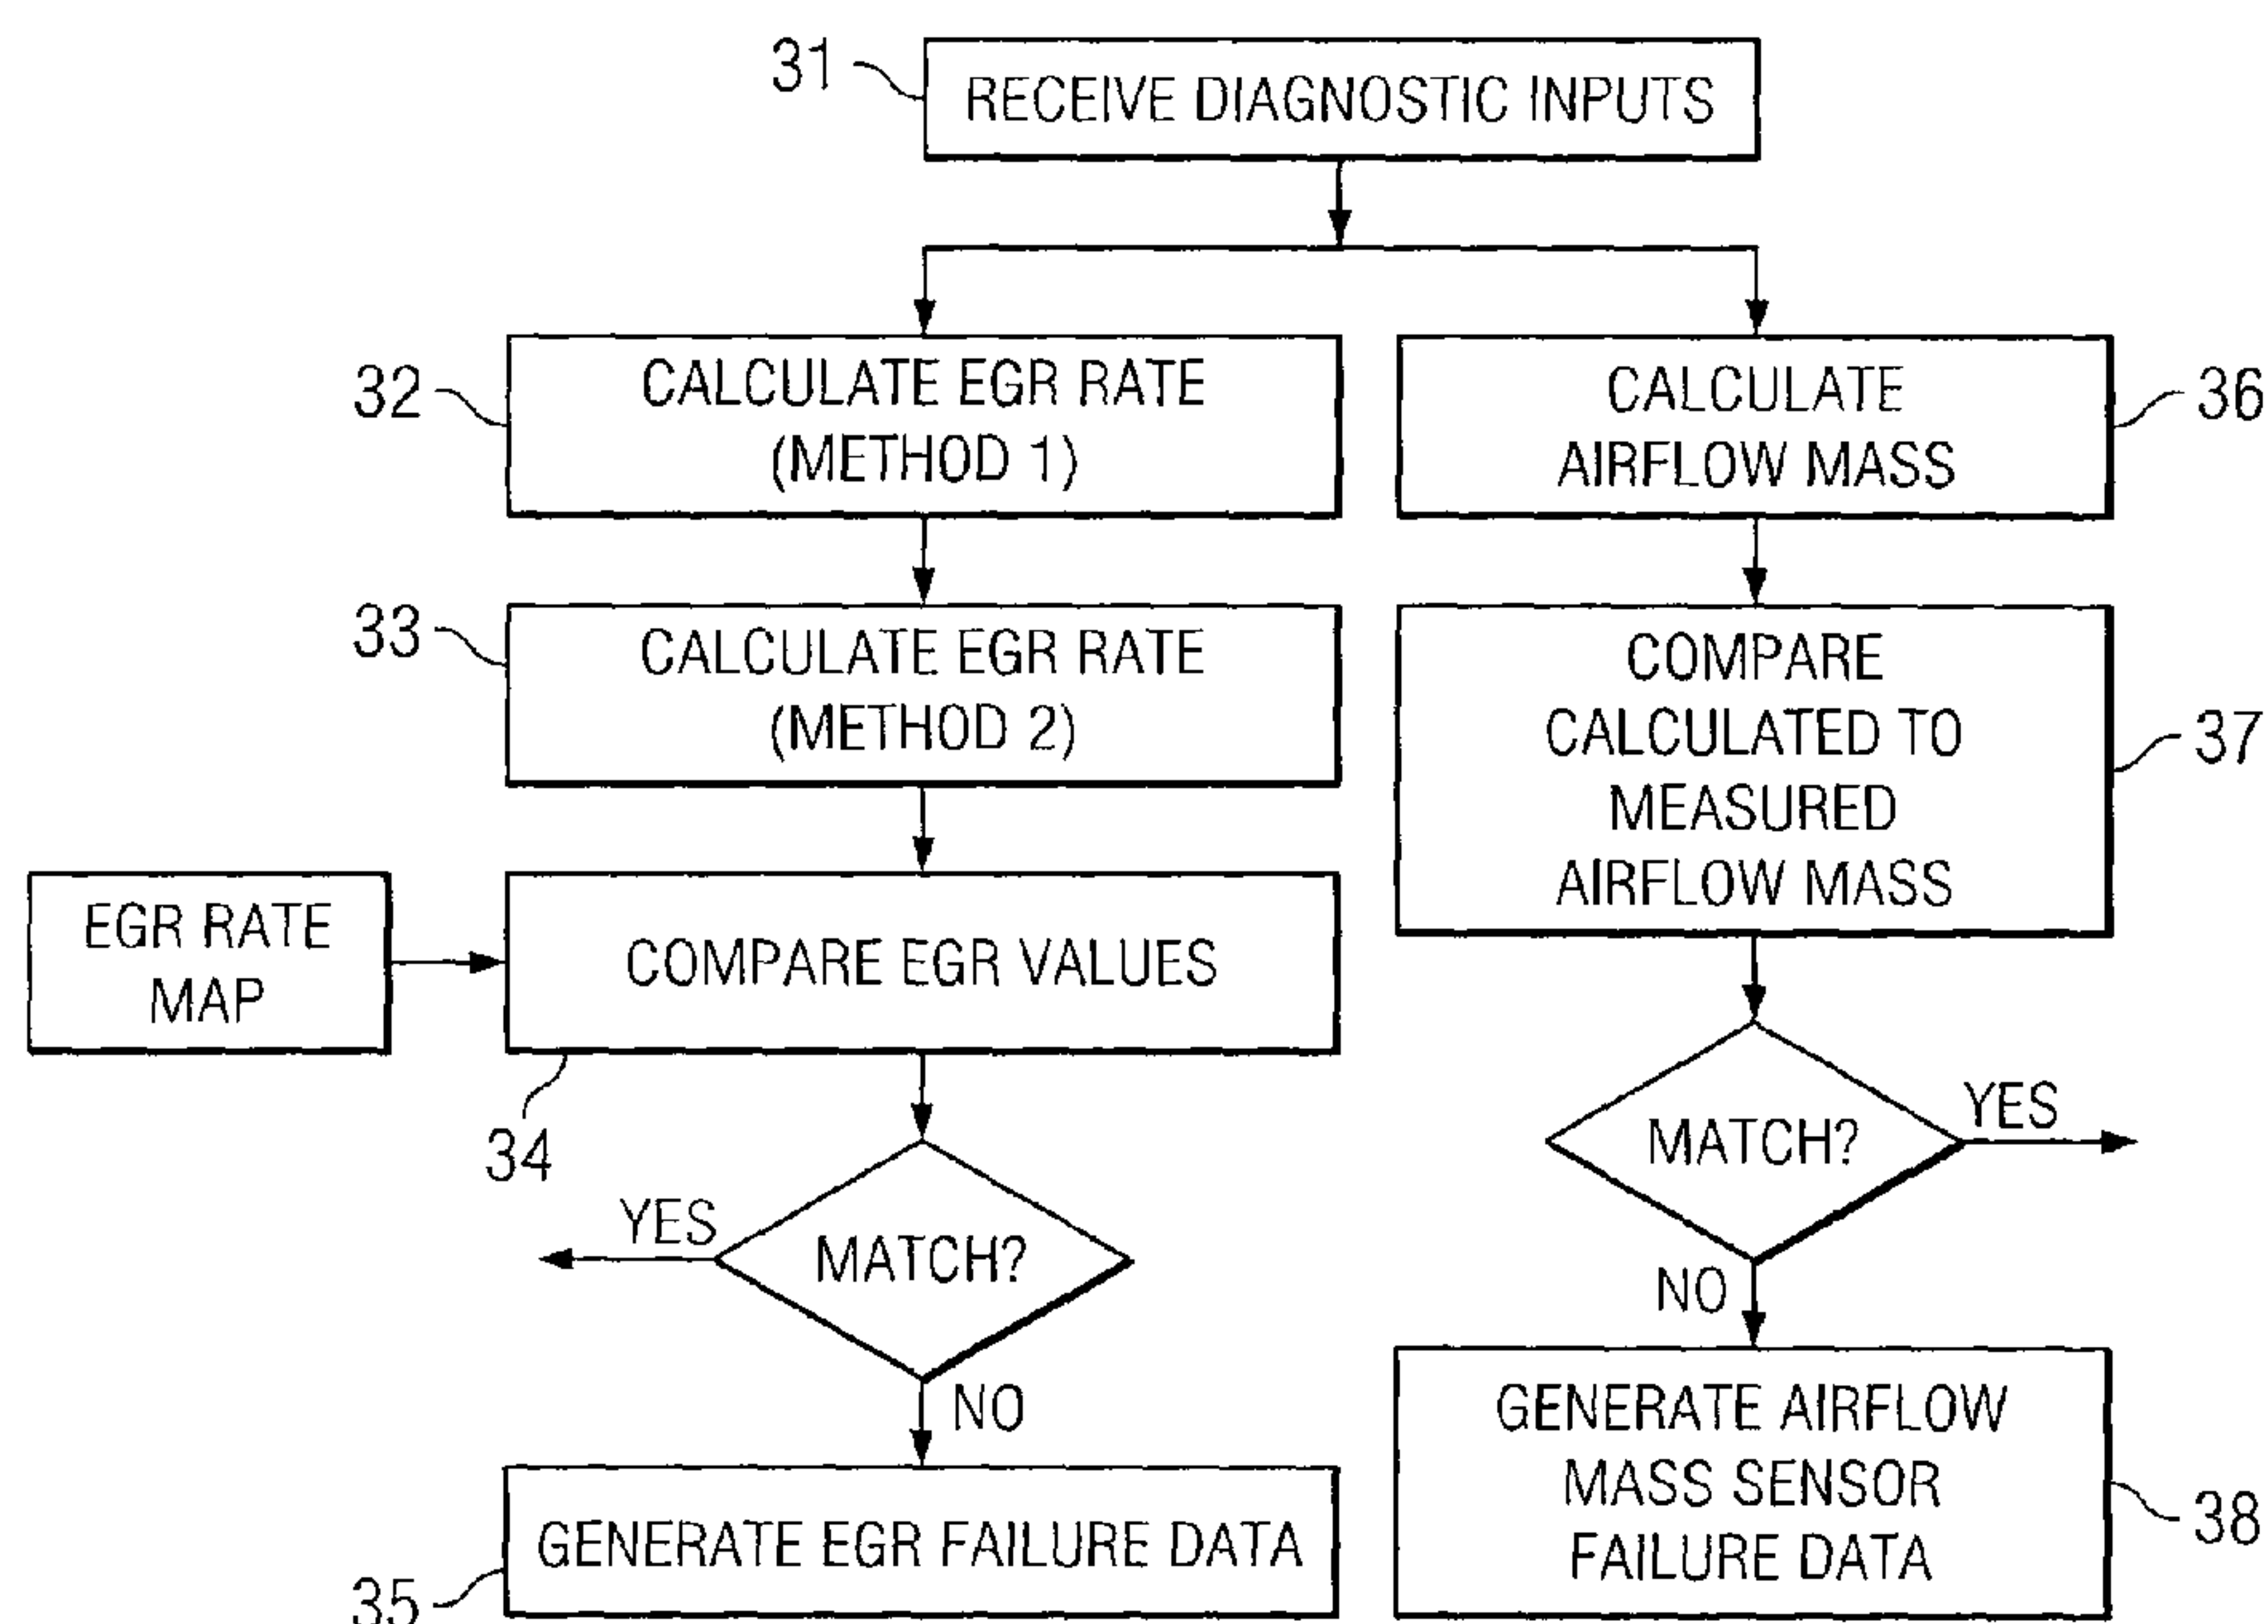 31
RECEIVE DIAGNOSTIC INPUTS
32
CALCULATE EGR RATE
(METHOD 1)
CALCULATE
AIRFLOW MASS
36
33
CALCULATE EGR RATE
(METHOD 2)
COMPARE
CALCULATED TO
MEASURED
AIRFLOW MASS
37
EGR RATE
MAP
COMPARE EGR VALUES
34
MATCH?
YES
NO
MATCH?
YES
NO
GENERATE EGR FAILURE DATA
35
GENERATE AIRFLOW
MASS SENSOR
FAILURE DATA
38